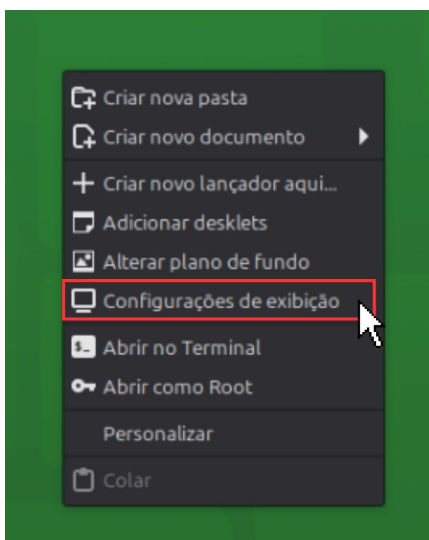 Criar nova pasta
Criar novo documento
Criar novo lançador aqui...
Adicionar desklets
Alterar plano de fundo
Configurações de exibição
$_ Abrir no Terminal
Abrir como Root
Personalizar
Colar